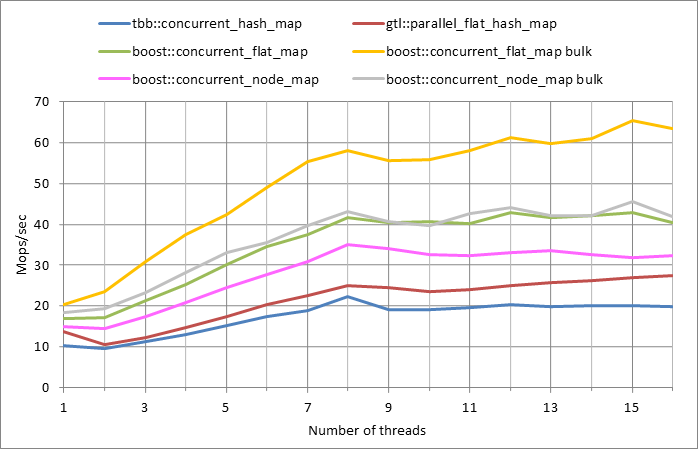 tbb::concurrent_hash_map gtl::parallel_flat_hash_map
boost::concurrent_flat_map boost::concurrent_flat_map bulk
boost::concurrent_node_map boost::concurrent_node_map bulk
70
60
50
40
30
20
10
0
Mops/sec
1 3 5 7 9 11 13 15
Number of threads